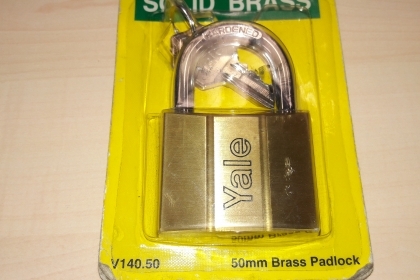 SOLID BRASS
HARDENED
Yale
V140.50
50mm Brass Padlock